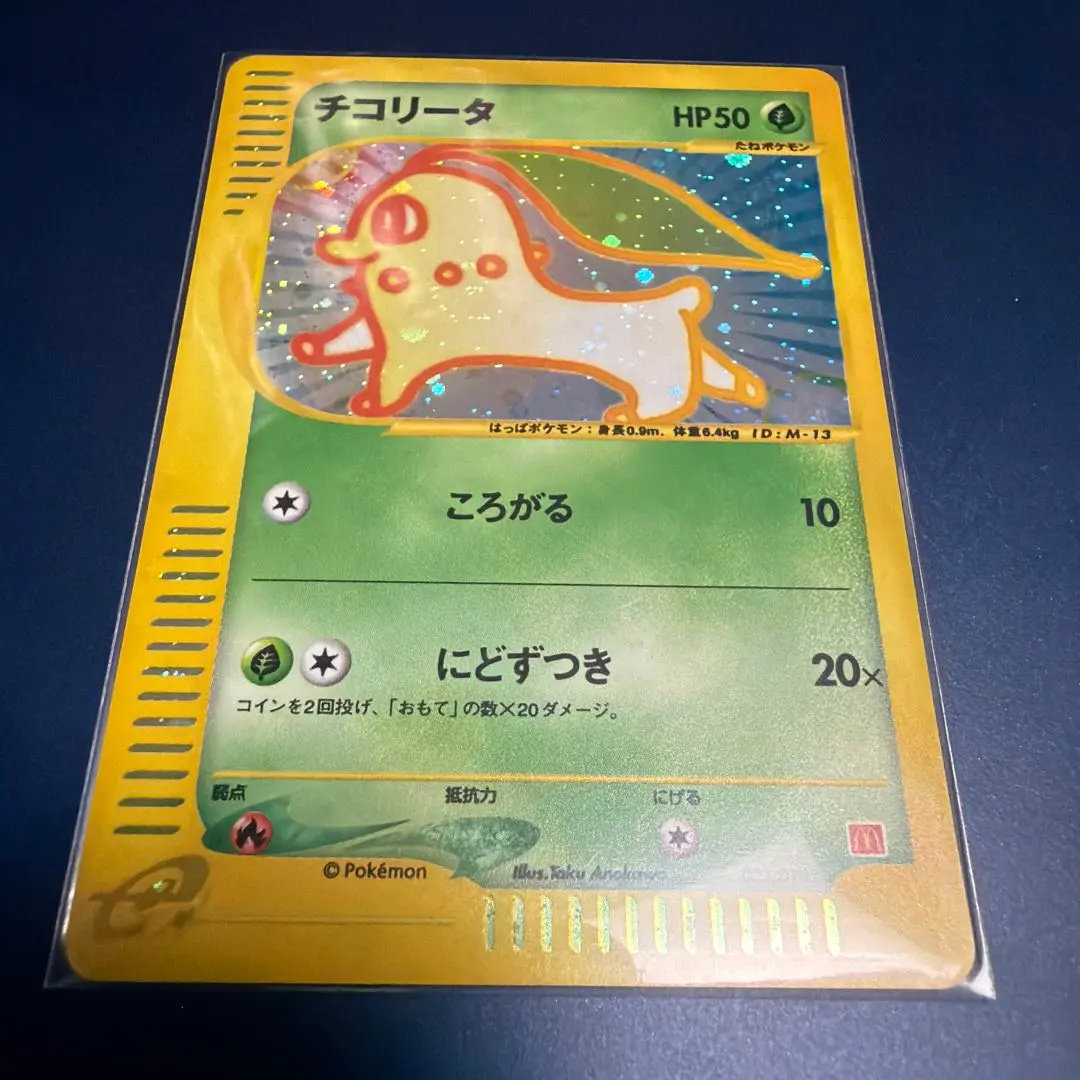 チコリータ
HP50
たねポケモン
はっぱポケモン：身長0.9m、体重6.4kg ID:M-13
ころがる 10
にどずつき 20×
コインを2回投げ、「おもて」の数×20ダメージ。
弱点 抵抗力 にげる
© Pokémon Illus. Taku Anokawa